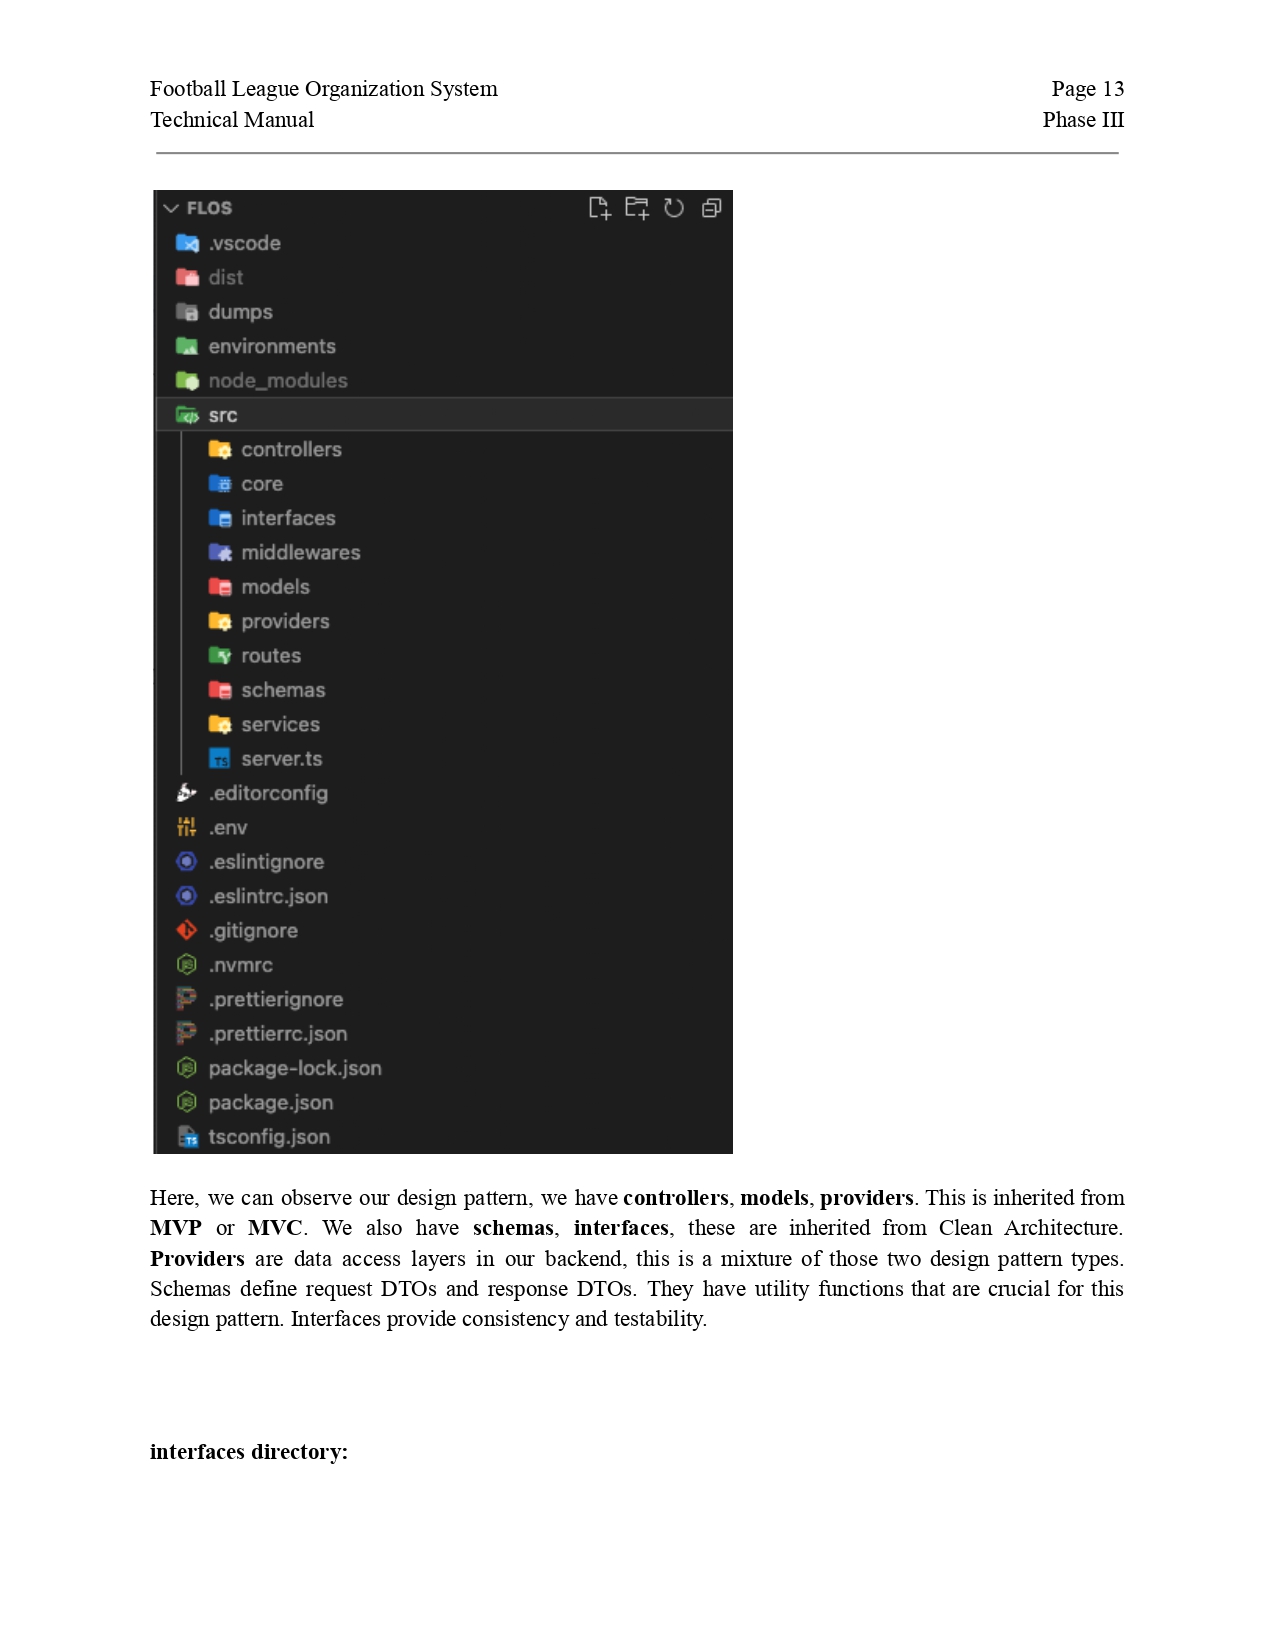 Football League Organization System Page 13
Technical Manual Phase III
FLOS
.vscode
dist
dumps
environments
node_modules
src
controllers
core
interfaces
middlewares
models
providers
routes
schemas
services
TS server.ts
.editorconfig
.env
.eslintignore
.eslintrc.json
.gitignore
.nvmrc
.prettierignore
.prettierrc.json
package-lock.json
package.json
TS tsconfig.json
Here, we can observe our design pattern, we have controllers, models, providers. This is inherited from
MVP or MVC. We also have schemas, interfaces, these are inherited from Clean Architecture.
Providers are data access layers in our backend, this is a mixture of those two design pattern types.
Schemas define request DTOs and response DTOs. They have utility functions that are crucial for this
design pattern. Interfaces provide consistency and testability.
interfaces directory: